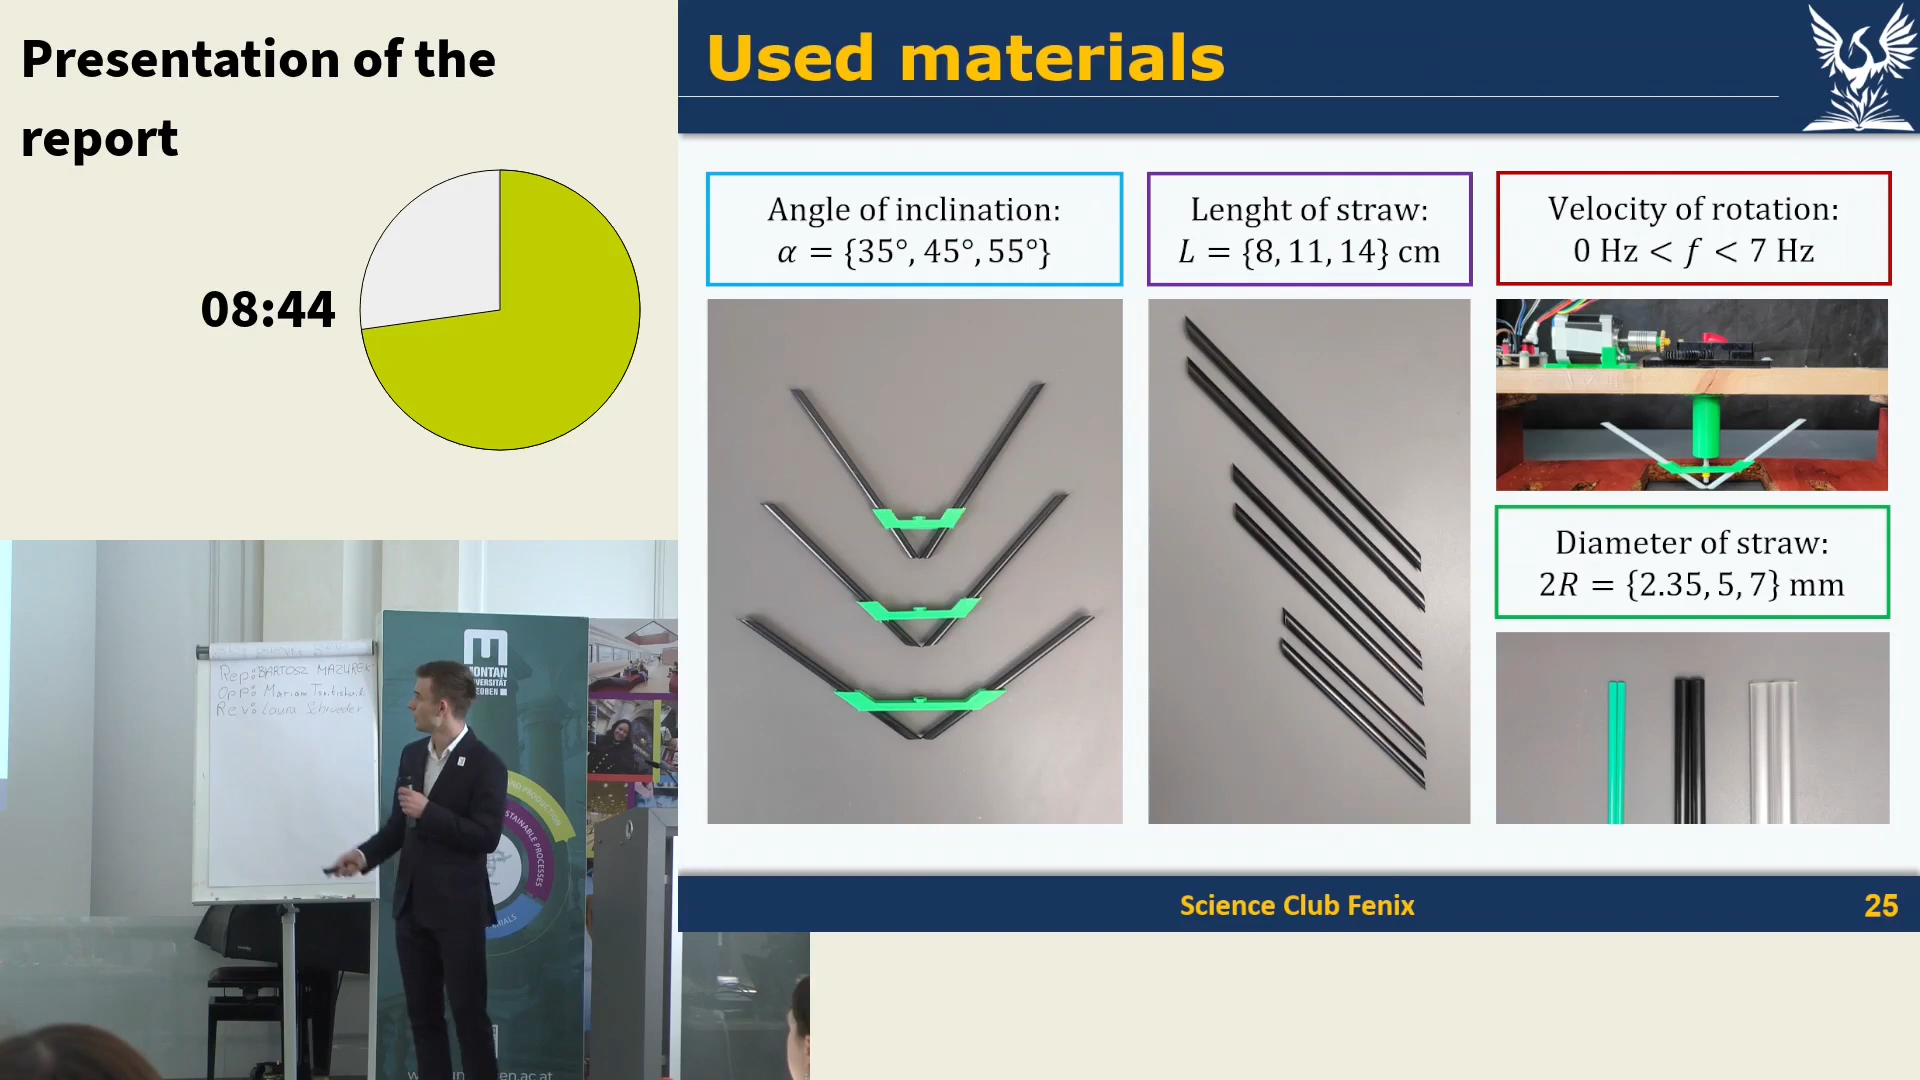 Presentation of the
report
08:44
Used materials
Angle of inclination:
α = {35°, 45°, 55°}
Lenght of straw:
L = {8, 11, 14} cm
Velocity of rotation:
0 Hz < f < 7 Hz
Diameter of straw:
2R = {2.35, 5, 7} mm
Science Club Fenix
25
Rep: BARTOSZ MAZUREK
Opp: Mariam
Rev: Laura Schroeder
MONTAN
STAINABLE PROCESSES